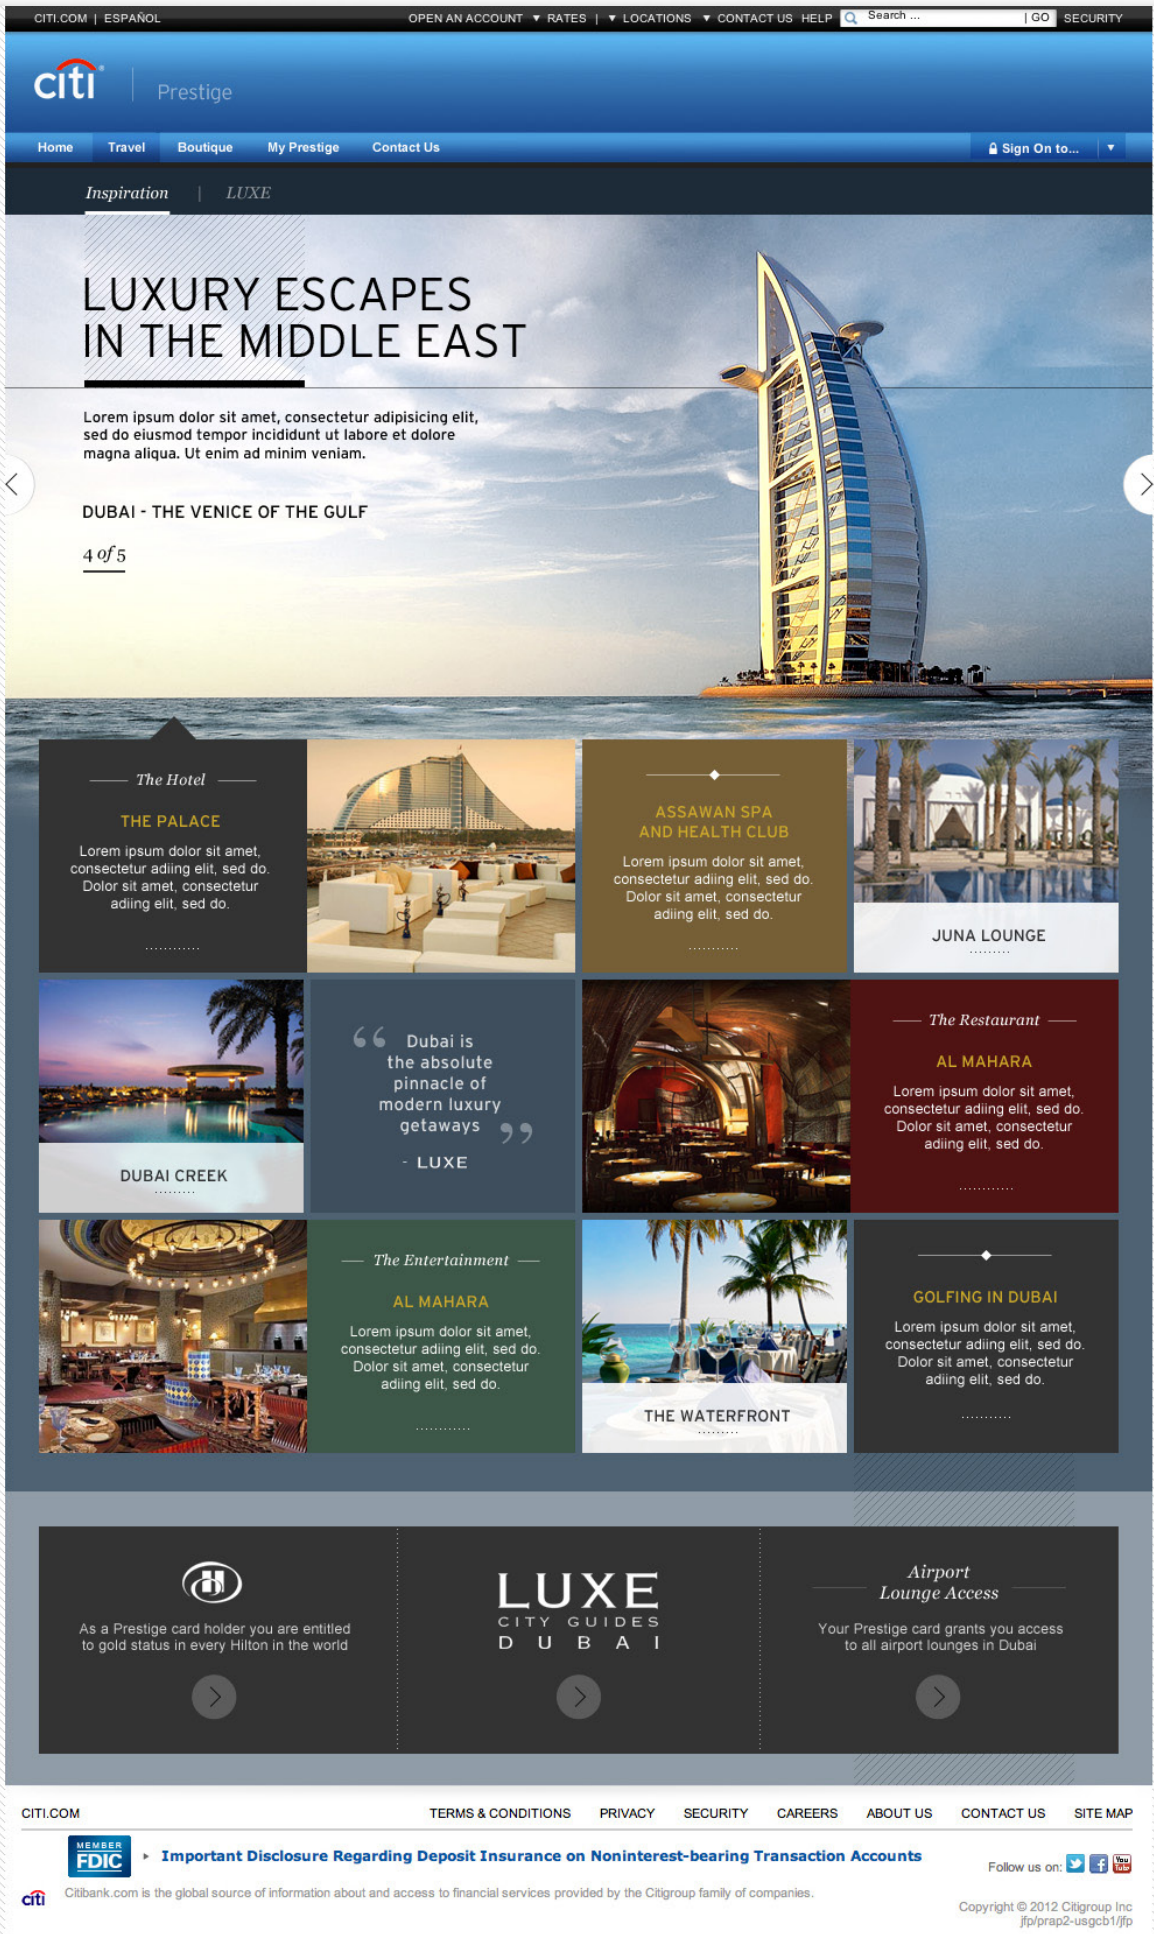 CITI.COM | ESPAÑOL
OPEN AN ACCOUNT ▼ RATES | ▼ LOCATIONS ▼ CONTACT US HELP Search ... | GO SECURITY
citi
Prestige
Home Travel Boutique My Prestige Contact Us
Sign On to... ▼
Inspiration | LUXE
LUXURY ESCAPES
IN THE MIDDLE EAST
Lorem ipsum dolor sit amet, consectetur adipisicing elit,
sed do eiusmod tempor incididunt ut labore et dolore
magna aliqua. Ut enim ad minim veniam.
DUBAI - THE VENICE OF THE GULF
4 of 5
The Hotel
THE PALACE
Lorem ipsum dolor sit amet,
consectetur adiing elit, sed do.
Dolor sit amet, consectetur
adiing elit, sed do.
ASSAWAN SPA
AND HEALTH CLUB
Lorem ipsum dolor sit amet,
consectetur adiing elit, sed do.
Dolor sit amet, consectetur
adiing elit, sed do.
JUNA LOUNGE
DUBAI CREEK
“ Dubai is
the absolute
pinnacle of
modern luxury
getaways ”
- LUXE
The Restaurant
AL MAHARA
Lorem ipsum dolor sit amet,
consectetur adiing elit, sed do.
Dolor sit amet, consectetur
adiing elit, sed do.
The Entertainment
AL MAHARA
Lorem ipsum dolor sit amet,
consectetur adiing elit, sed do.
Dolor sit amet, consectetur
adiing elit, sed do.
THE WATERFRONT
GOLFING IN DUBAI
Lorem ipsum dolor sit amet,
consectetur adiing elit, sed do.
Dolor sit amet, consectetur
adiing elit, sed do.
H
As a Prestige card holder you are entitled
to gold status in every Hilton in the world
LUXE
CITY GUIDES
DUBAI
Airport
Lounge Access
Your Prestige card grants you access
to all airport lounges in Dubai
CITI.COM
TERMS & CONDITIONS PRIVACY SECURITY CAREERS ABOUT US CONTACT US SITE MAP
MEMBER
FDIC
Important Disclosure Regarding Deposit Insurance on Noninterest-bearing Transaction Accounts
Follow us on: f You Tube
citi
Citibank.com is the global source of information about and access to financial services provided by the Citigroup family of companies.
Copyright © 2012 Citigroup Inc
jfp/prap2-usgcb1/jfp